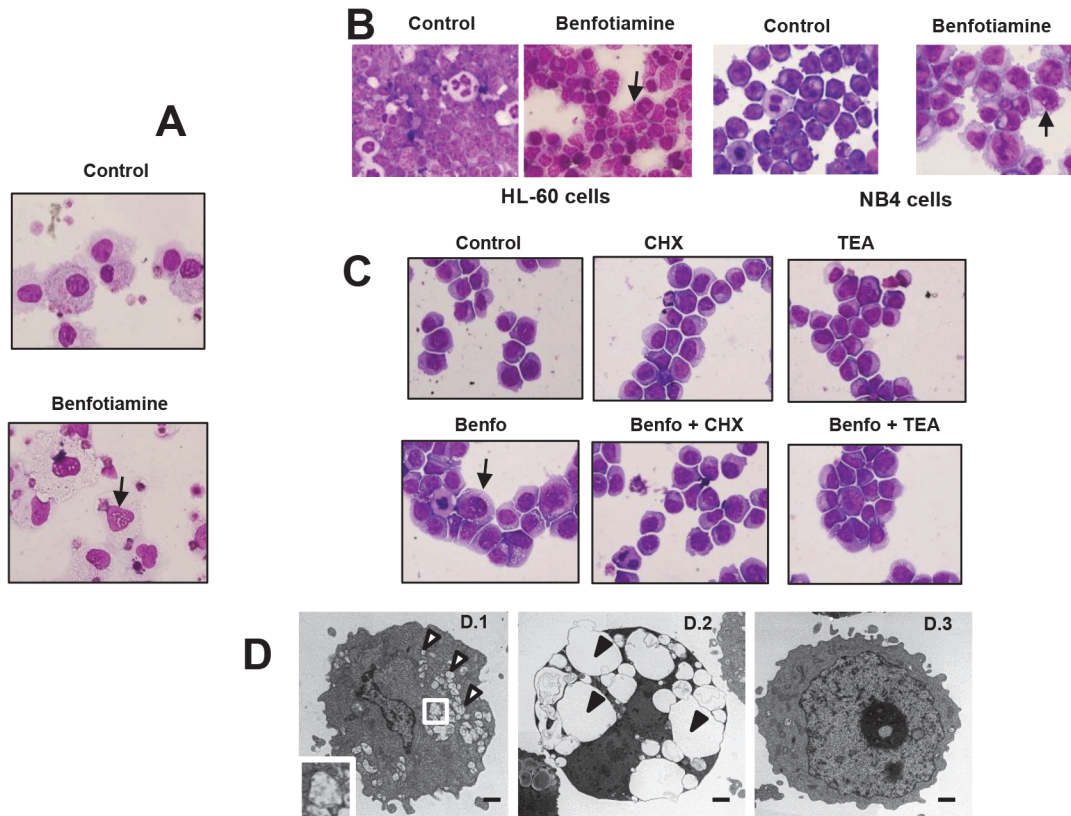 A
Control
Benfotiamine
B
Control
Benfotiamine
Control
Benfotiamine
HL-60 cells
NB4 cells
C
Control
CHX
TEA
Benfo
Benfo + CHX
Benfo + TEA
D
D.1
D.2
D.3